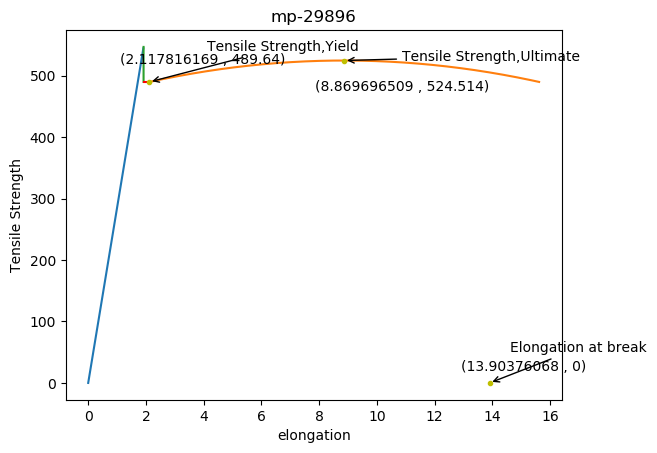 mp-29896
Tensile Strength,Yield
(2.117816169 , 489.64)
Tensile Strength,Ultimate
(8.869696509 , 524.514)
Elongation at break
(13.90376068 , 0)
Tensile Strength
500
400
300
200
100
0
0 2 4 6 8 10 12 14 16
elongation